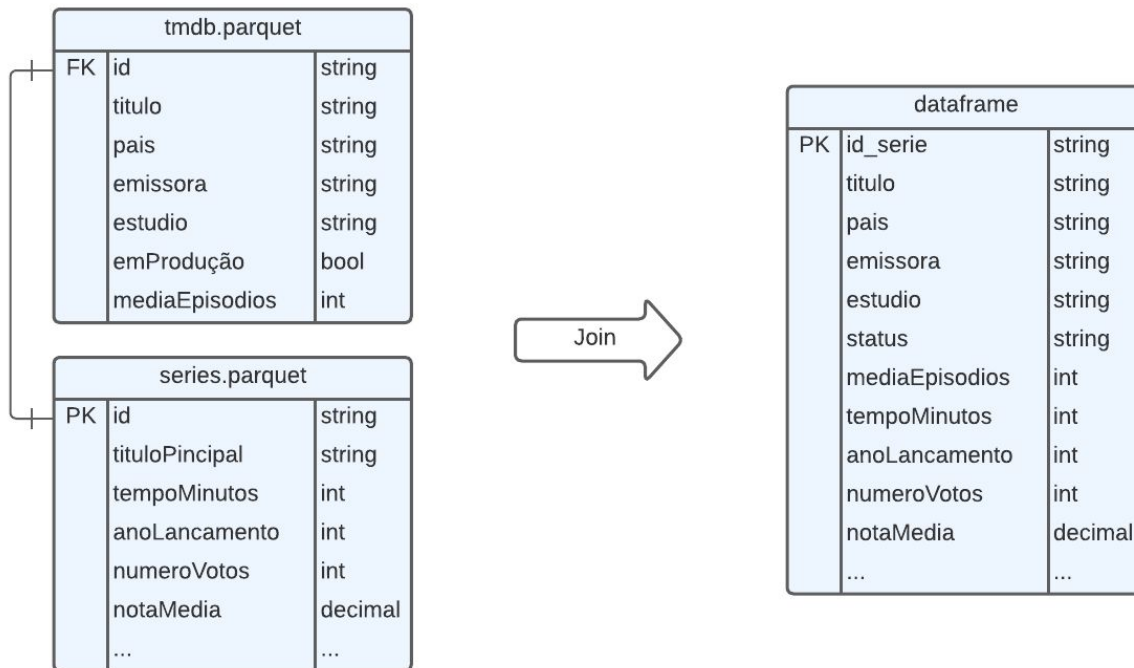 tmdb.parquet
FK id string
titulo string
pais string
emissora string
estudio string
emProdução bool
mediaEpisodios int
series.parquet
PK id string
tituloPincipal string
tempoMinutos int
anoLancamento int
numeroVotos int
notaMedia decimal
... ...
Join
dataframe
PK id_serie string
titulo string
pais string
emissora string
estudio string
status string
mediaEpisodios int
tempoMinutos int
anoLancamento int
numeroVotos int
notaMedia decimal
... ...